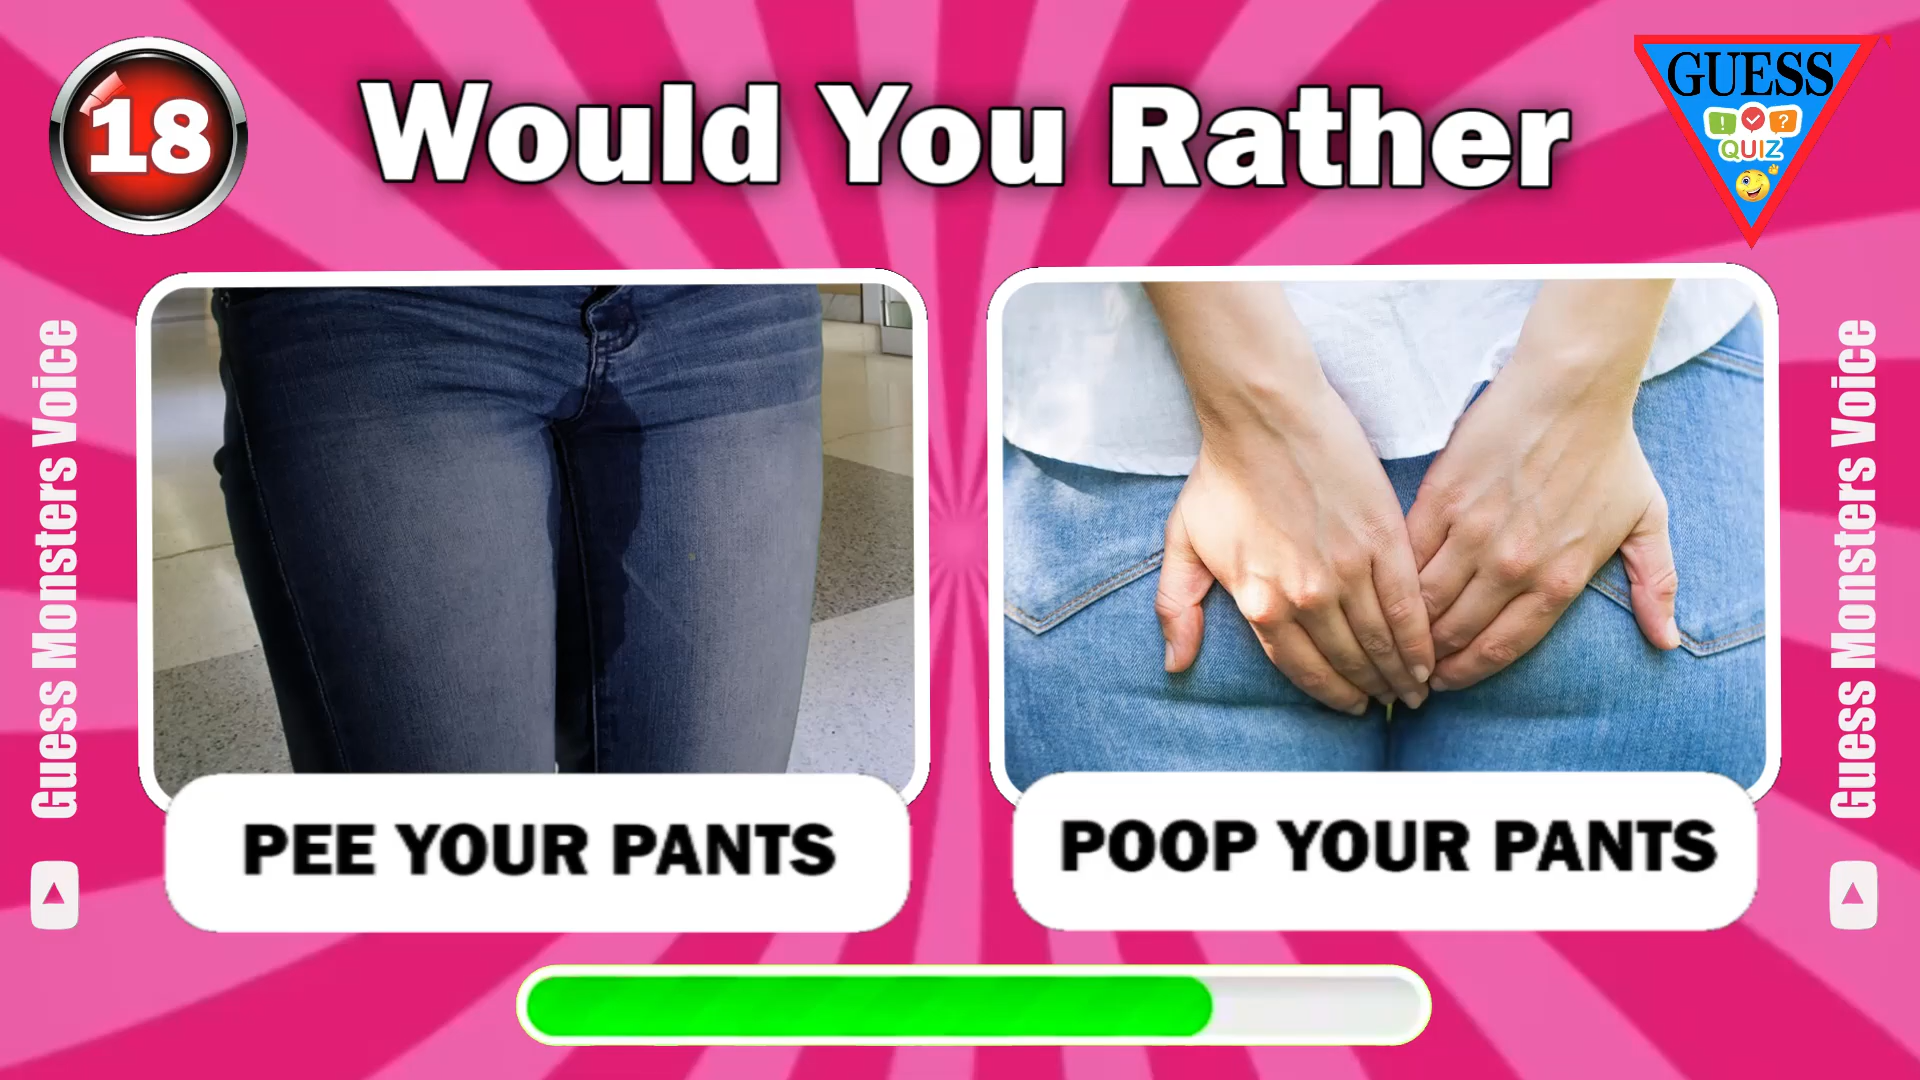 18
Would You Rather
GUESS
! ?
QUIZ
Guess Monsters Voice
Guess Monsters Voice
PEE YOUR PANTS
POOP YOUR PANTS